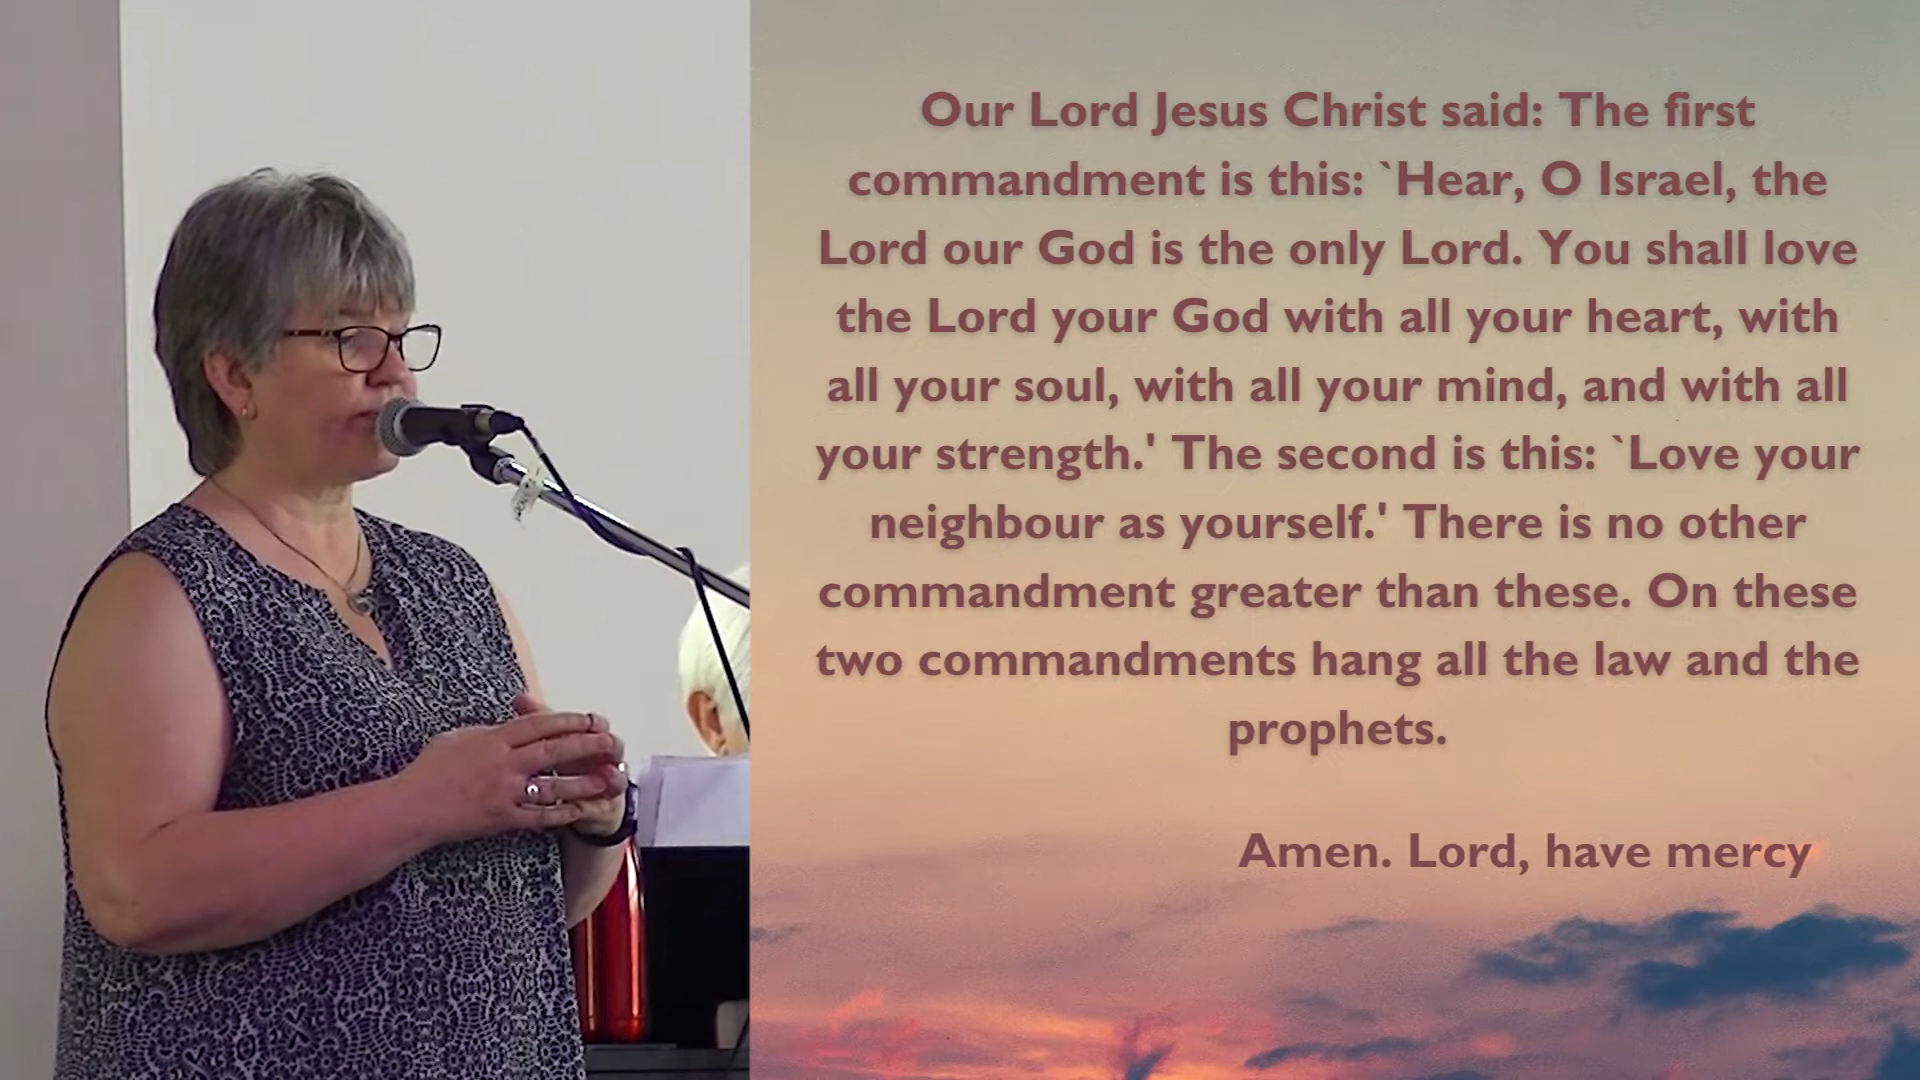 Our Lord Jesus Christ said: The first
commandment is this: `Hear, O Israel, the
Lord our God is the only Lord. You shall love
the Lord your God with all your heart, with
all your soul, with all your mind, and with all
your strength.' The second is this: `Love your
neighbour as yourself.' There is no other
commandment greater than these. On these
two commandments hang all the law and the
prophets.
Amen. Lord, have mercy